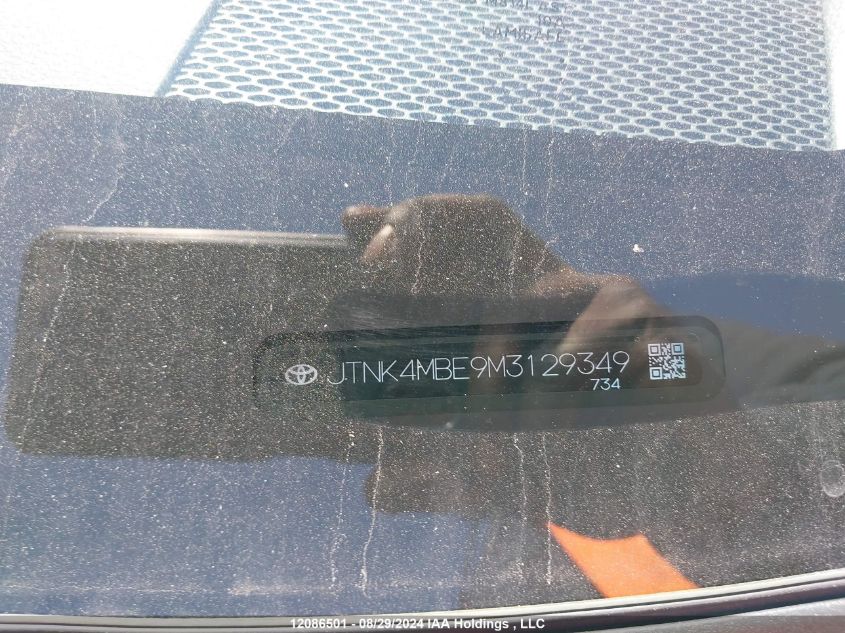 JTNK4MBE9M3129349
734
12086501 - 08/29/2024 IAA Holdings , LLC